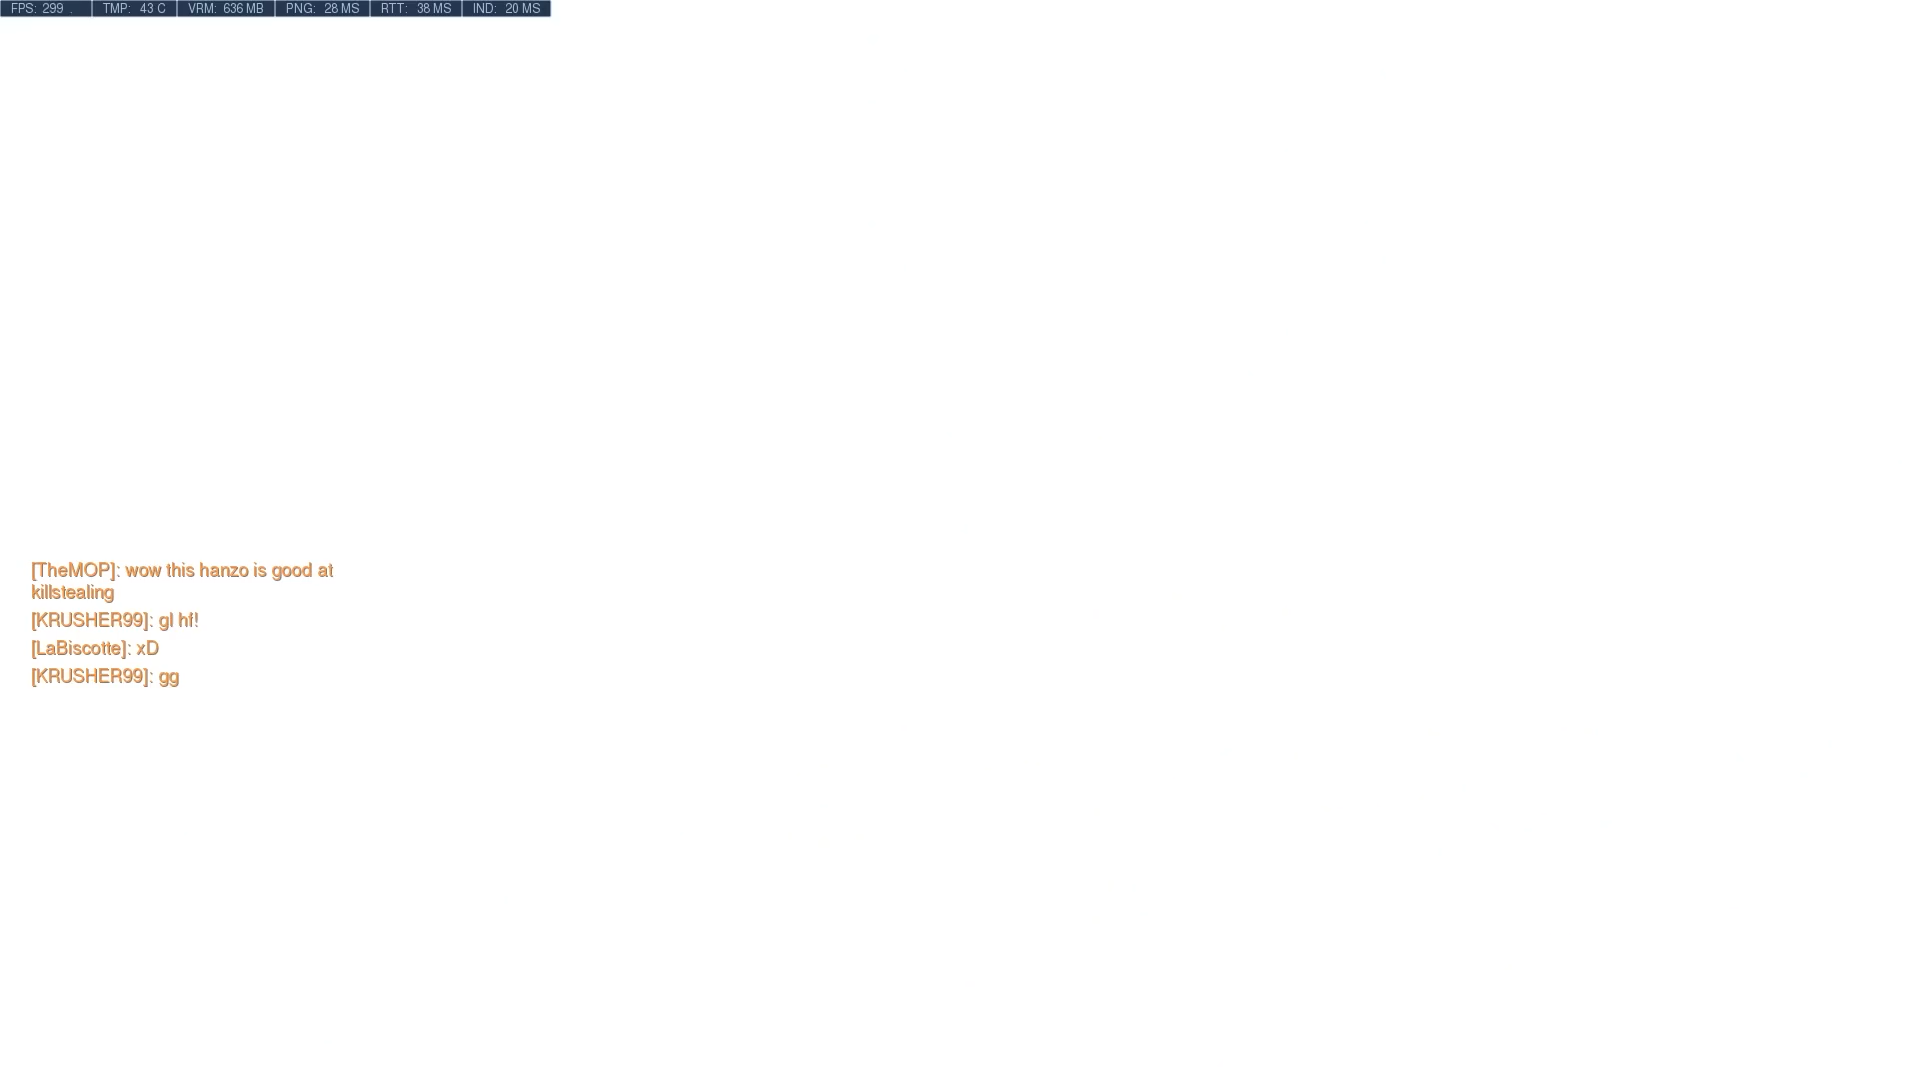 FPS: 299 . TMP: 43 C VRM: 636 MB PNG: 28 MS RTT: 38 MS IND: 20 MS
[TheMOP]: wow this hanzo is good at
killstealing
[KRUSHER99]: gl hf!
[LaBiscotte]: xD
[KRUSHER99]: gg